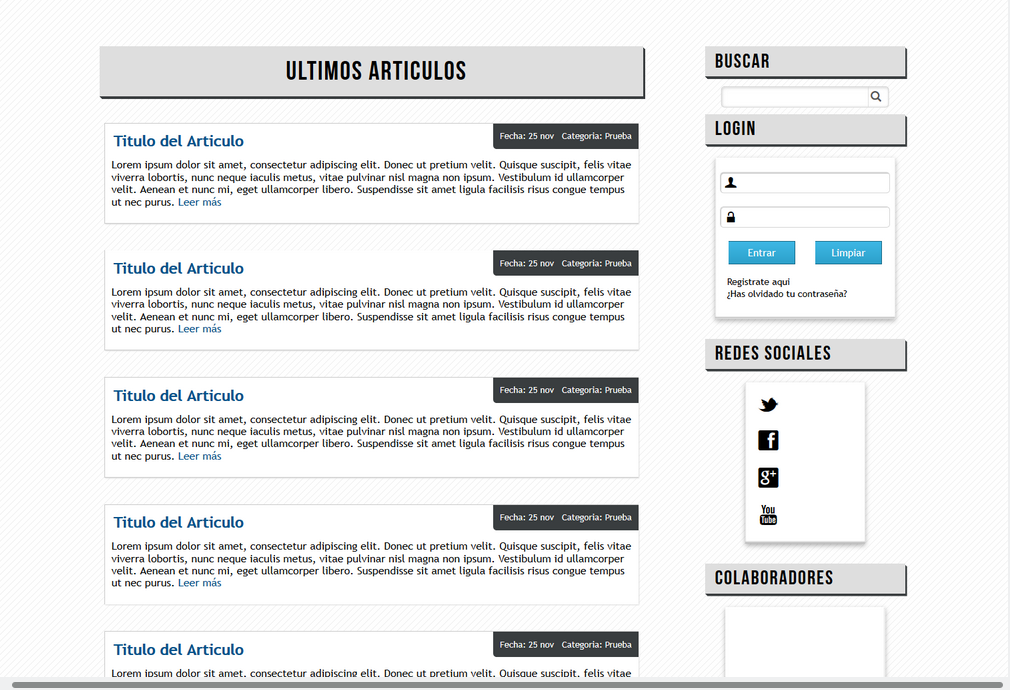 ULTIMOS ARTICULOS
Titulo del Articulo
Fecha: 25 nov Categoria: Prueba
Lorem ipsum dolor sit amet, consectetur adipiscing elit. Donec ut pretium velit. Quisque suscipit, felis vitae
viverra lobortis, nunc neque iaculis metus, vitae pulvinar nisl magna non ipsum. Vestibulum id ullamcorper
velit. Aenean et nunc mi, eget ullamcorper libero. Suspendisse sit amet ligula facilisis risus congue tempus
ut nec purus. Leer más
Titulo del Articulo
Fecha: 25 nov Categoria: Prueba
Lorem ipsum dolor sit amet, consectetur adipiscing elit. Donec ut pretium velit. Quisque suscipit, felis vitae
viverra lobortis, nunc neque iaculis metus, vitae pulvinar nisl magna non ipsum. Vestibulum id ullamcorper
velit. Aenean et nunc mi, eget ullamcorper libero. Suspendisse sit amet ligula facilisis risus congue tempus
ut nec purus. Leer más
Titulo del Articulo
Fecha: 25 nov Categoria: Prueba
Lorem ipsum dolor sit amet, consectetur adipiscing elit. Donec ut pretium velit. Quisque suscipit, felis vitae
viverra lobortis, nunc neque iaculis metus, vitae pulvinar nisl magna non ipsum. Vestibulum id ullamcorper
velit. Aenean et nunc mi, eget ullamcorper libero. Suspendisse sit amet ligula facilisis risus congue tempus
ut nec purus. Leer más
Titulo del Articulo
Fecha: 25 nov Categoria: Prueba
Lorem ipsum dolor sit amet, consectetur adipiscing elit. Donec ut pretium velit. Quisque suscipit, felis vitae
viverra lobortis, nunc neque iaculis metus, vitae pulvinar nisl magna non ipsum. Vestibulum id ullamcorper
velit. Aenean et nunc mi, eget ullamcorper libero. Suspendisse sit amet ligula facilisis risus congue tempus
ut nec purus. Leer más
Titulo del Articulo
Fecha: 25 nov Categoria: Prueba
Lorem ipsum dolor sit amet, consectetur adipiscing elit. Donec ut pretium velit. Quisque suscipit, felis vitae
BUSCAR
LOGIN
Entrar
Limpiar
Registrate aqui
¿Has olvidado tu contraseña?
REDES SOCIALES
f
g+
You
Tube
COLABORADORES